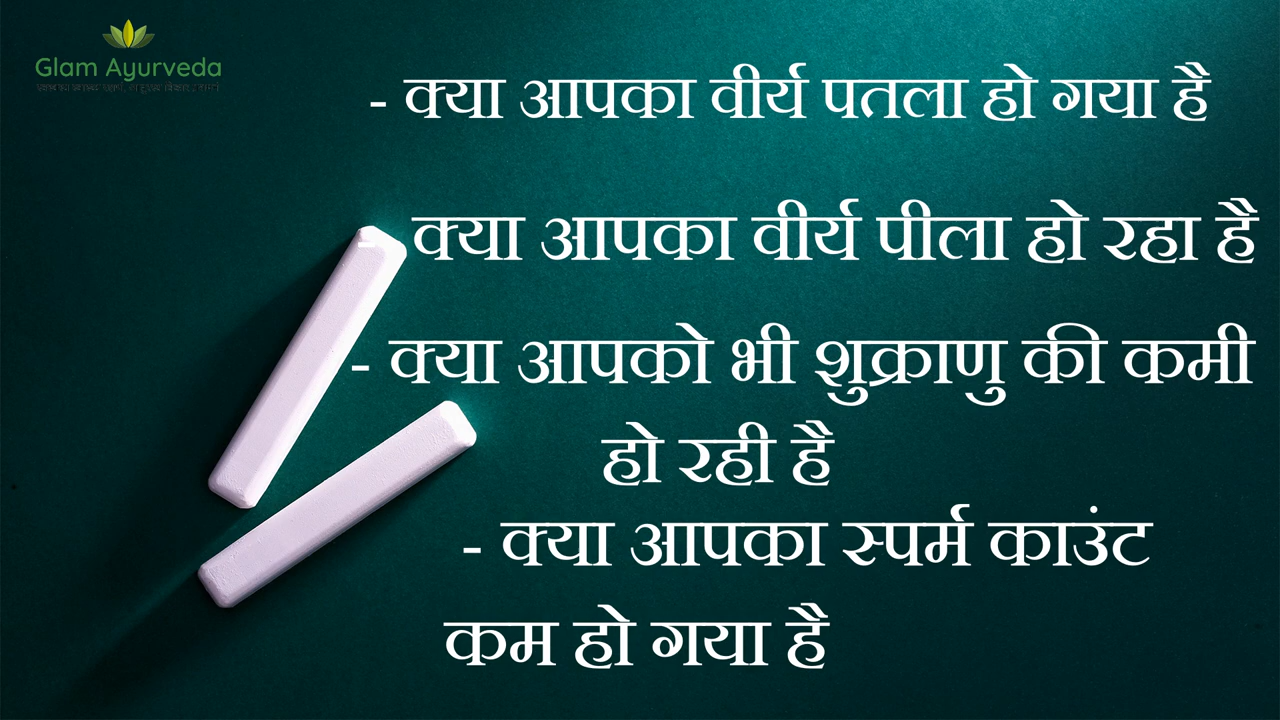 Glam Ayurveda
- क्या आपका वीर्य पतला हो गया है
- क्या आपका वीर्य पीला हो रहा है
- क्या आपको भी शुक्राणु की कमी
हो रही है
- क्या आपका स्पर्म काउंट
कम हो गया है